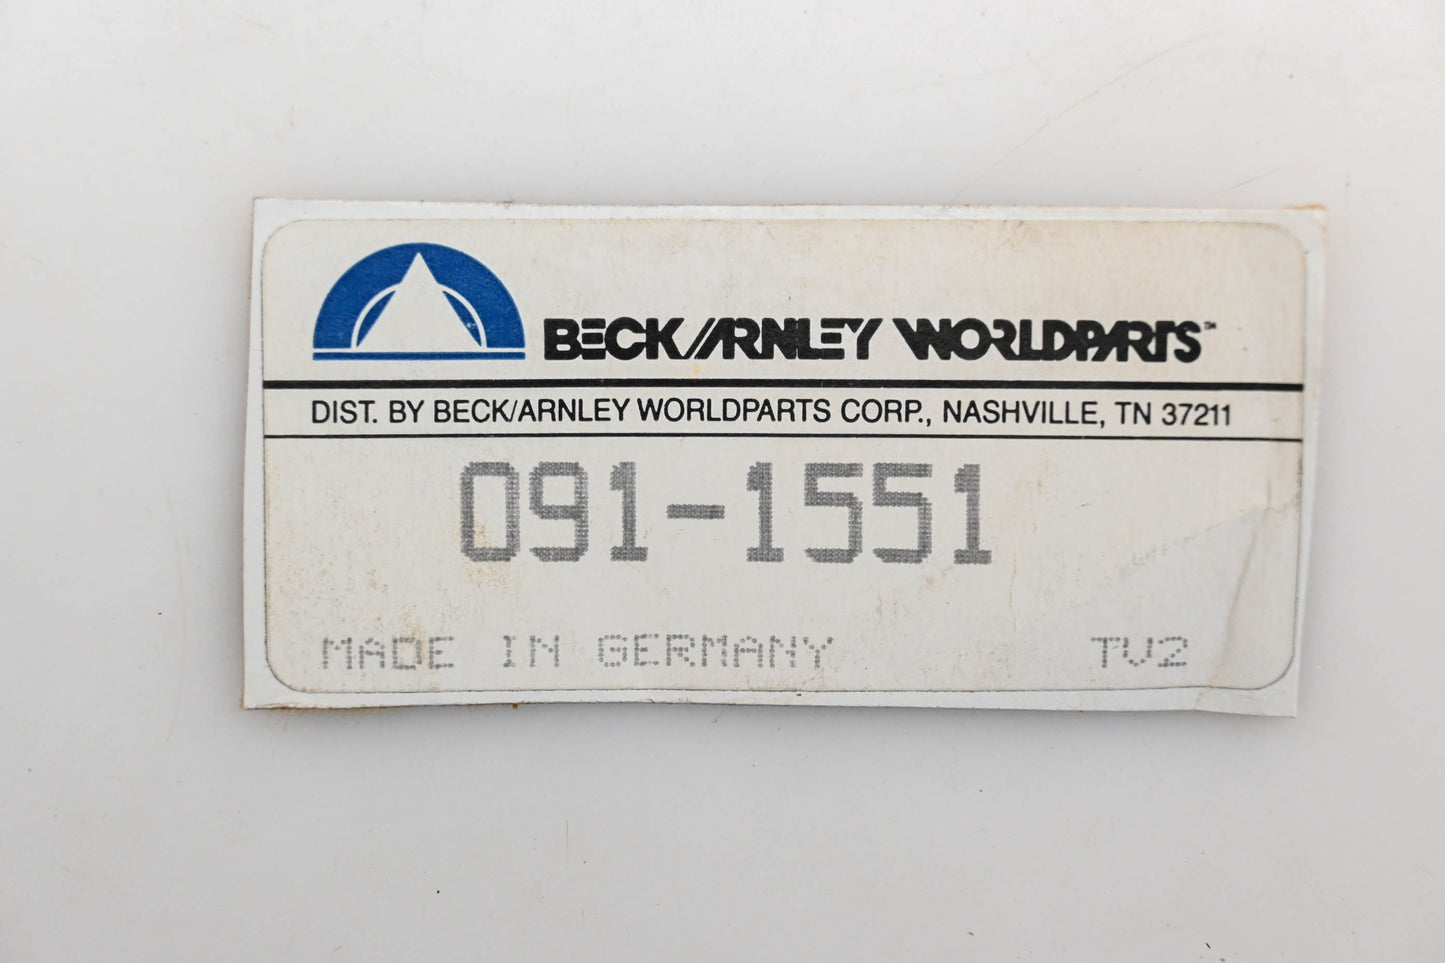 BECK/ARNLEY WORLDPARTS™
DIST. BY BECK/ARNLEY WORLDPARTS CORP., NASHVILLE, TN 37211
091-1551
MADE IN GERMANY TV2